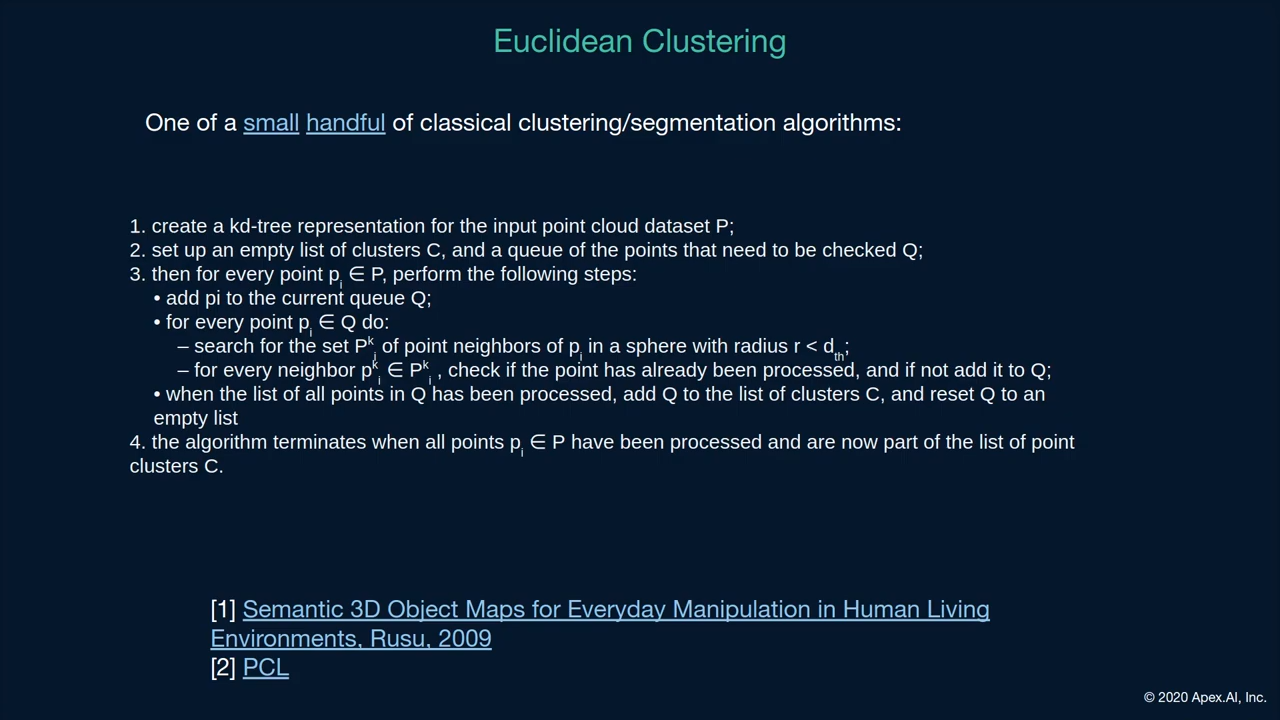 Euclidean Clustering
One of a small handful of classical clustering/segmentation algorithms:
1. create a kd-tree representation for the input point cloud dataset P;
2. set up an empty list of clusters C, and a queue of the points that need to be checked Q;
3. then for every point pᵢ ∈ P, perform the following steps:
• add pi to the current queue Q;
• for every point pᵢ ∈ Q do:
– search for the set Pᵏᵢ of point neighbors of pᵢ in a sphere with radius r < d_th;
– for every neighbor pᵏᵢ ∈ Pᵏᵢ , check if the point has already been processed, and if not add it to Q;
• when the list of all points in Q has been processed, add Q to the list of clusters C, and reset Q to an
empty list
4. the algorithm terminates when all points pᵢ ∈ P have been processed and are now part of the list of point
clusters C.
[1] Semantic 3D Object Maps for Everyday Manipulation in Human Living
Environments, Rusu, 2009
[2] PCL
© 2020 Apex.AI, Inc.